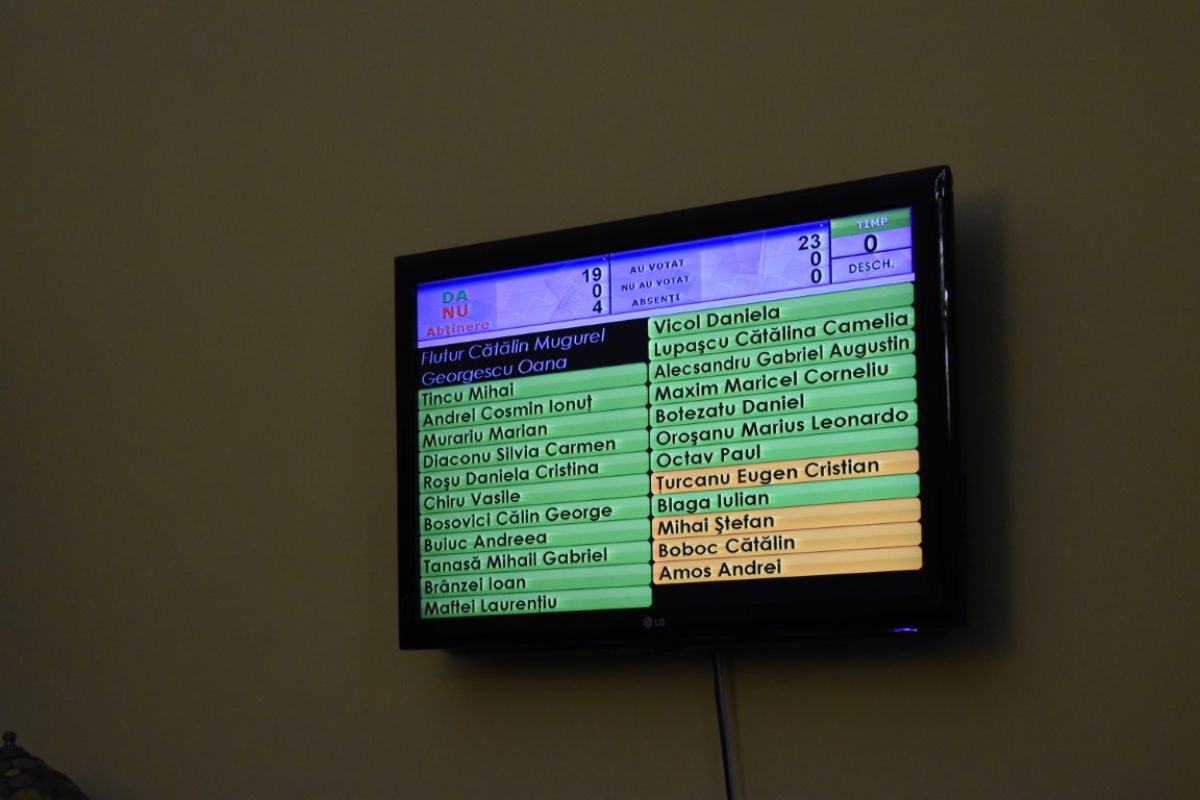 DA 19
NU 0
Abținere 4
AU VOTAT 23
NU AU VOTAT 0
ABSENȚI 0
TIMP
0
DESCH.
Flutur Cătălin Mugurel
Georgescu Oana
Tincu Mihai
Andrei Cosmin Ionuț
Murariu Marian
Diaconu Silvia Carmen
Roşu Daniela Cristina
Chiru Vasile
Bosovici Călin George
Buiuc Andreea
Tanasă Mihail Gabriel
Brânzei Ioan
Maftei Laurențiu
Vicol Daniela
Lupaşcu Cătălina Camelia
Alecsandru Gabriel Augustin
Maxim Maricel Corneliu
Botezatu Daniel
Oroşanu Marius Leonardo
Octav Paul
Țurcanu Eugen Cristian
Blaga Iulian
Mihai Ştefan
Boboc Cătălin
Amos Andrei
LG